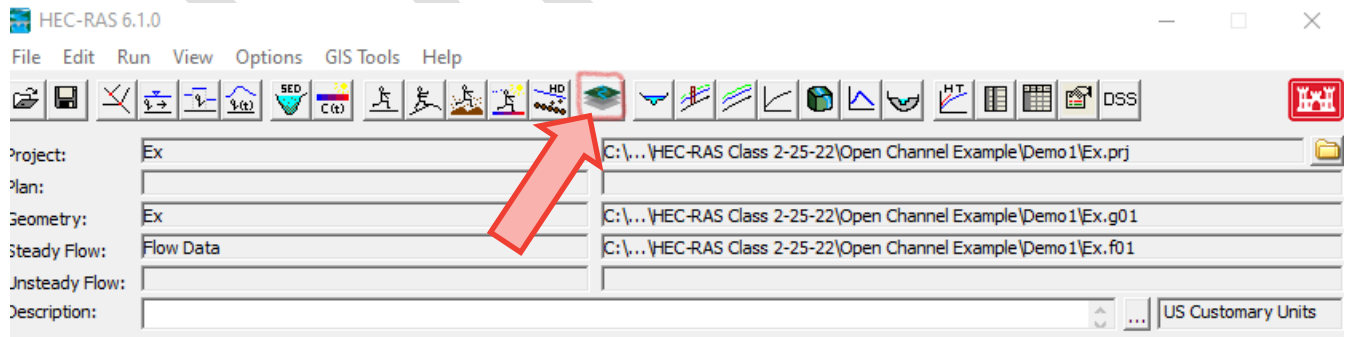 HEC-RAS 6.1.0
File Edit Run View Options GIS Tools Help
SED C(t) HD HT DSS
Project: Ex C:\...\HEC-RAS Class 2-25-22\Open Channel Example\Demo1\Ex.prj
Plan:
Geometry: Ex C:\...\HEC-RAS Class 2-25-22\Open Channel Example\Demo1\Ex.g01
Steady Flow: Flow Data C:\...\HEC-RAS Class 2-25-22\Open Channel Example\Demo1\Ex.f01
Unsteady Flow:
Description: ... US Customary Units